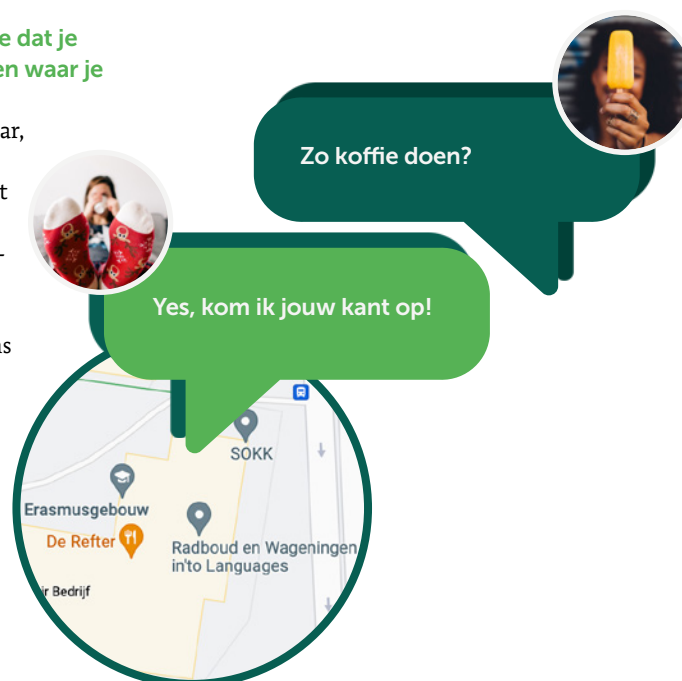 e dat je
en waar je
ar,
t
-
as
Zo koffie doen?
Yes, kom ik jouw kant op!
SOKK
Erasmusgebouw
De Refter
Radboud en Wageningen
in'to Languages
ir Bedrijf